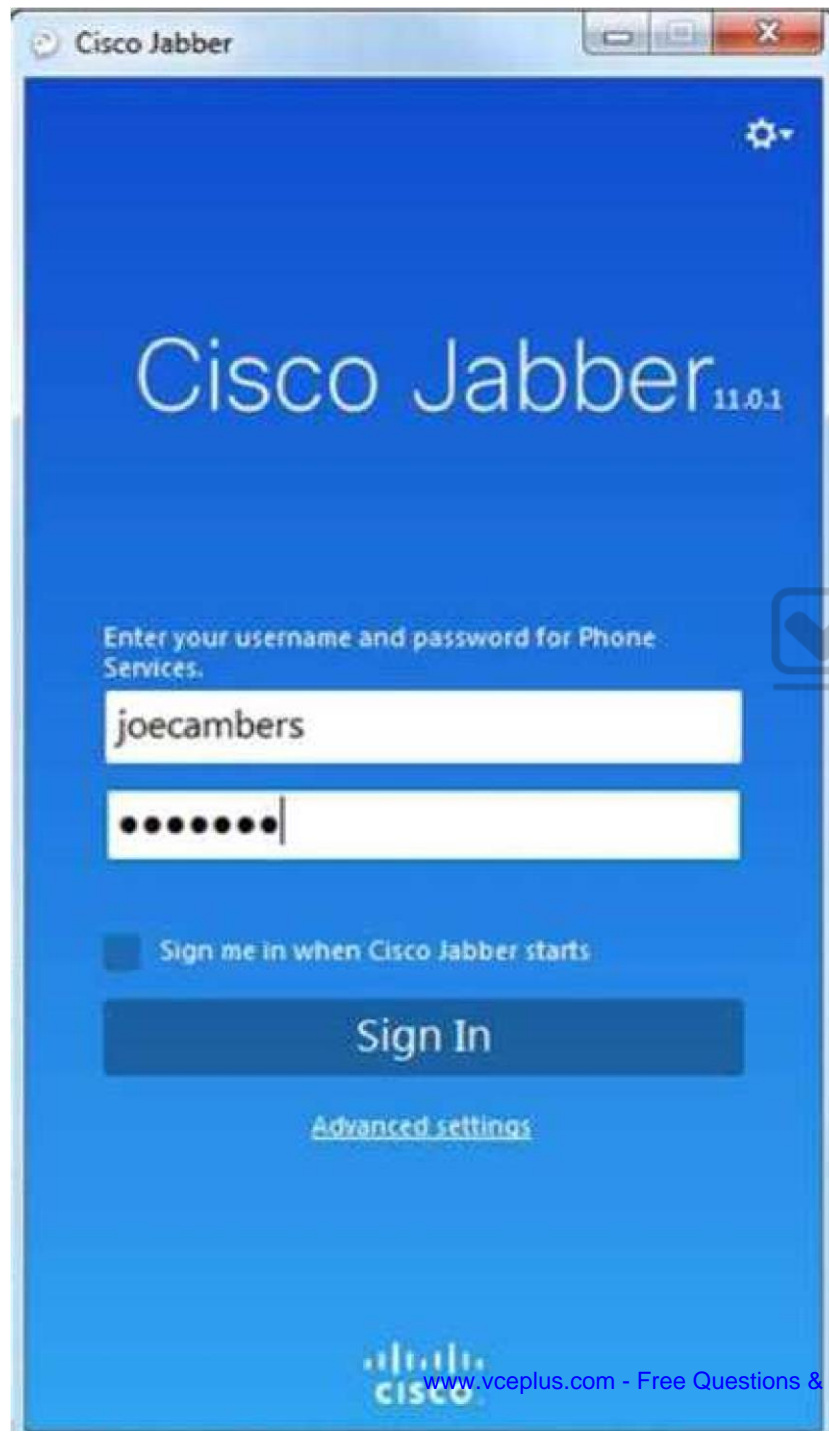 Cisco Jabber
Cisco Jabber 11.0.1
Enter your username and password for Phone
Services.
joecambers
•••••••
Sign me in when Cisco Jabber starts
Sign In
Advanced settings
CISCO
www.vceplus.com - Free Questions &